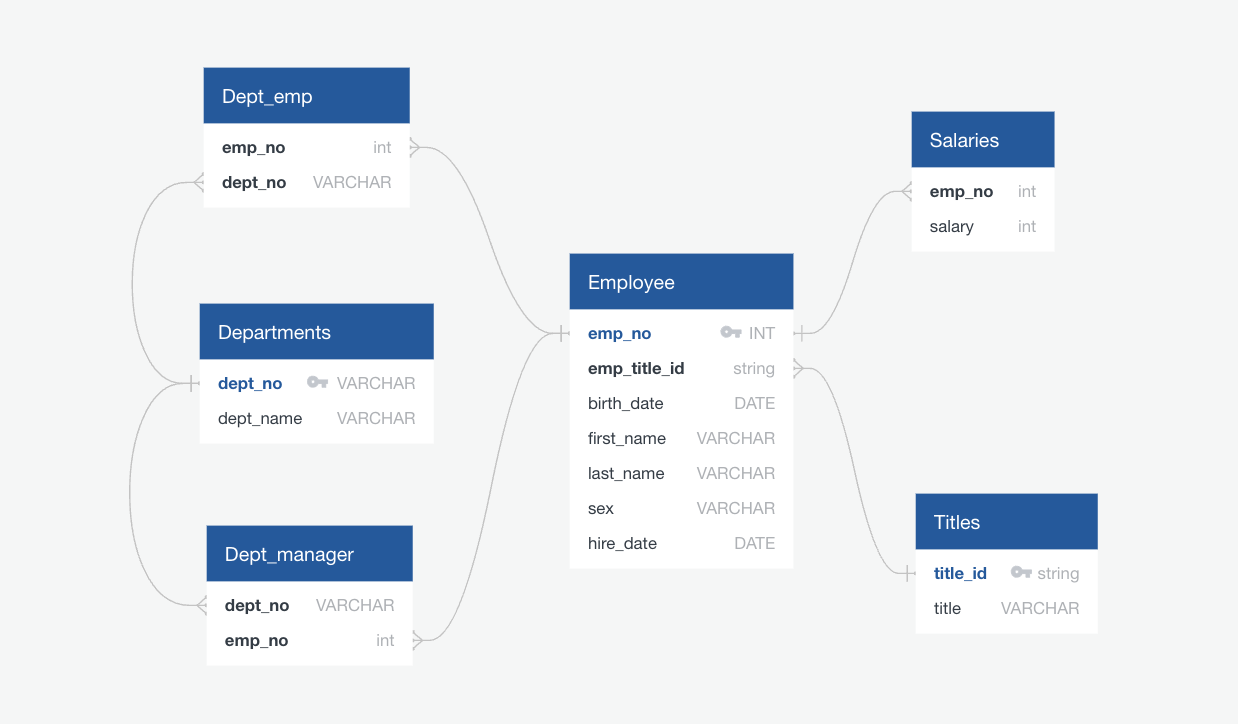 Dept_emp
emp_no int
dept_no VARCHAR
Departments
dept_no VARCHAR
dept_name VARCHAR
Dept_manager
dept_no VARCHAR
emp_no int
Employee
emp_no INT
emp_title_id string
birth_date DATE
first_name VARCHAR
last_name VARCHAR
sex VARCHAR
hire_date DATE
Salaries
emp_no int
salary int
Titles
title_id string
title VARCHAR